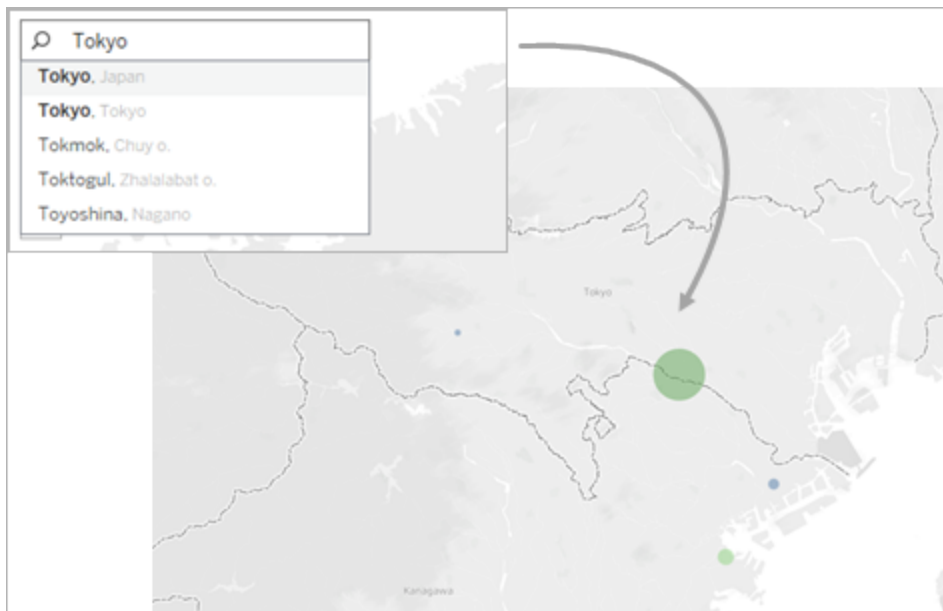 Tokyo
Tokyo, Japan
Tokyo, Tokyo
Tokmok, Chuy o.
Toktogul, Zhalalabat o.
Toyoshina, Nagano
Tokyo
Kanagawa